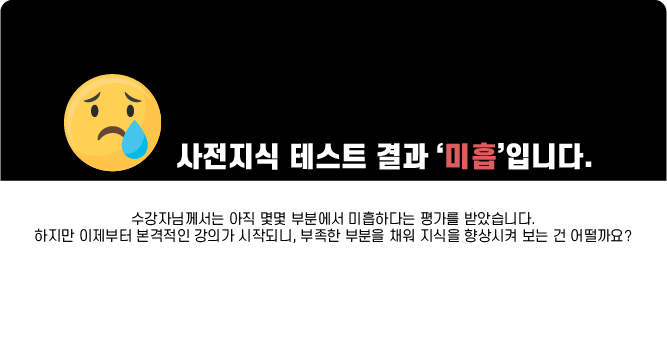 사전지식 테스트 결과 ‘미흡’입니다.
수강자님께서는 아직 몇몇 부분에서 미흡하다는 평가를 받았습니다.
하지만 이제부터 본격적인 강의가 시작되니, 부족한 부분을 채워 지식을 향상시켜 보는 건 어떨까요?